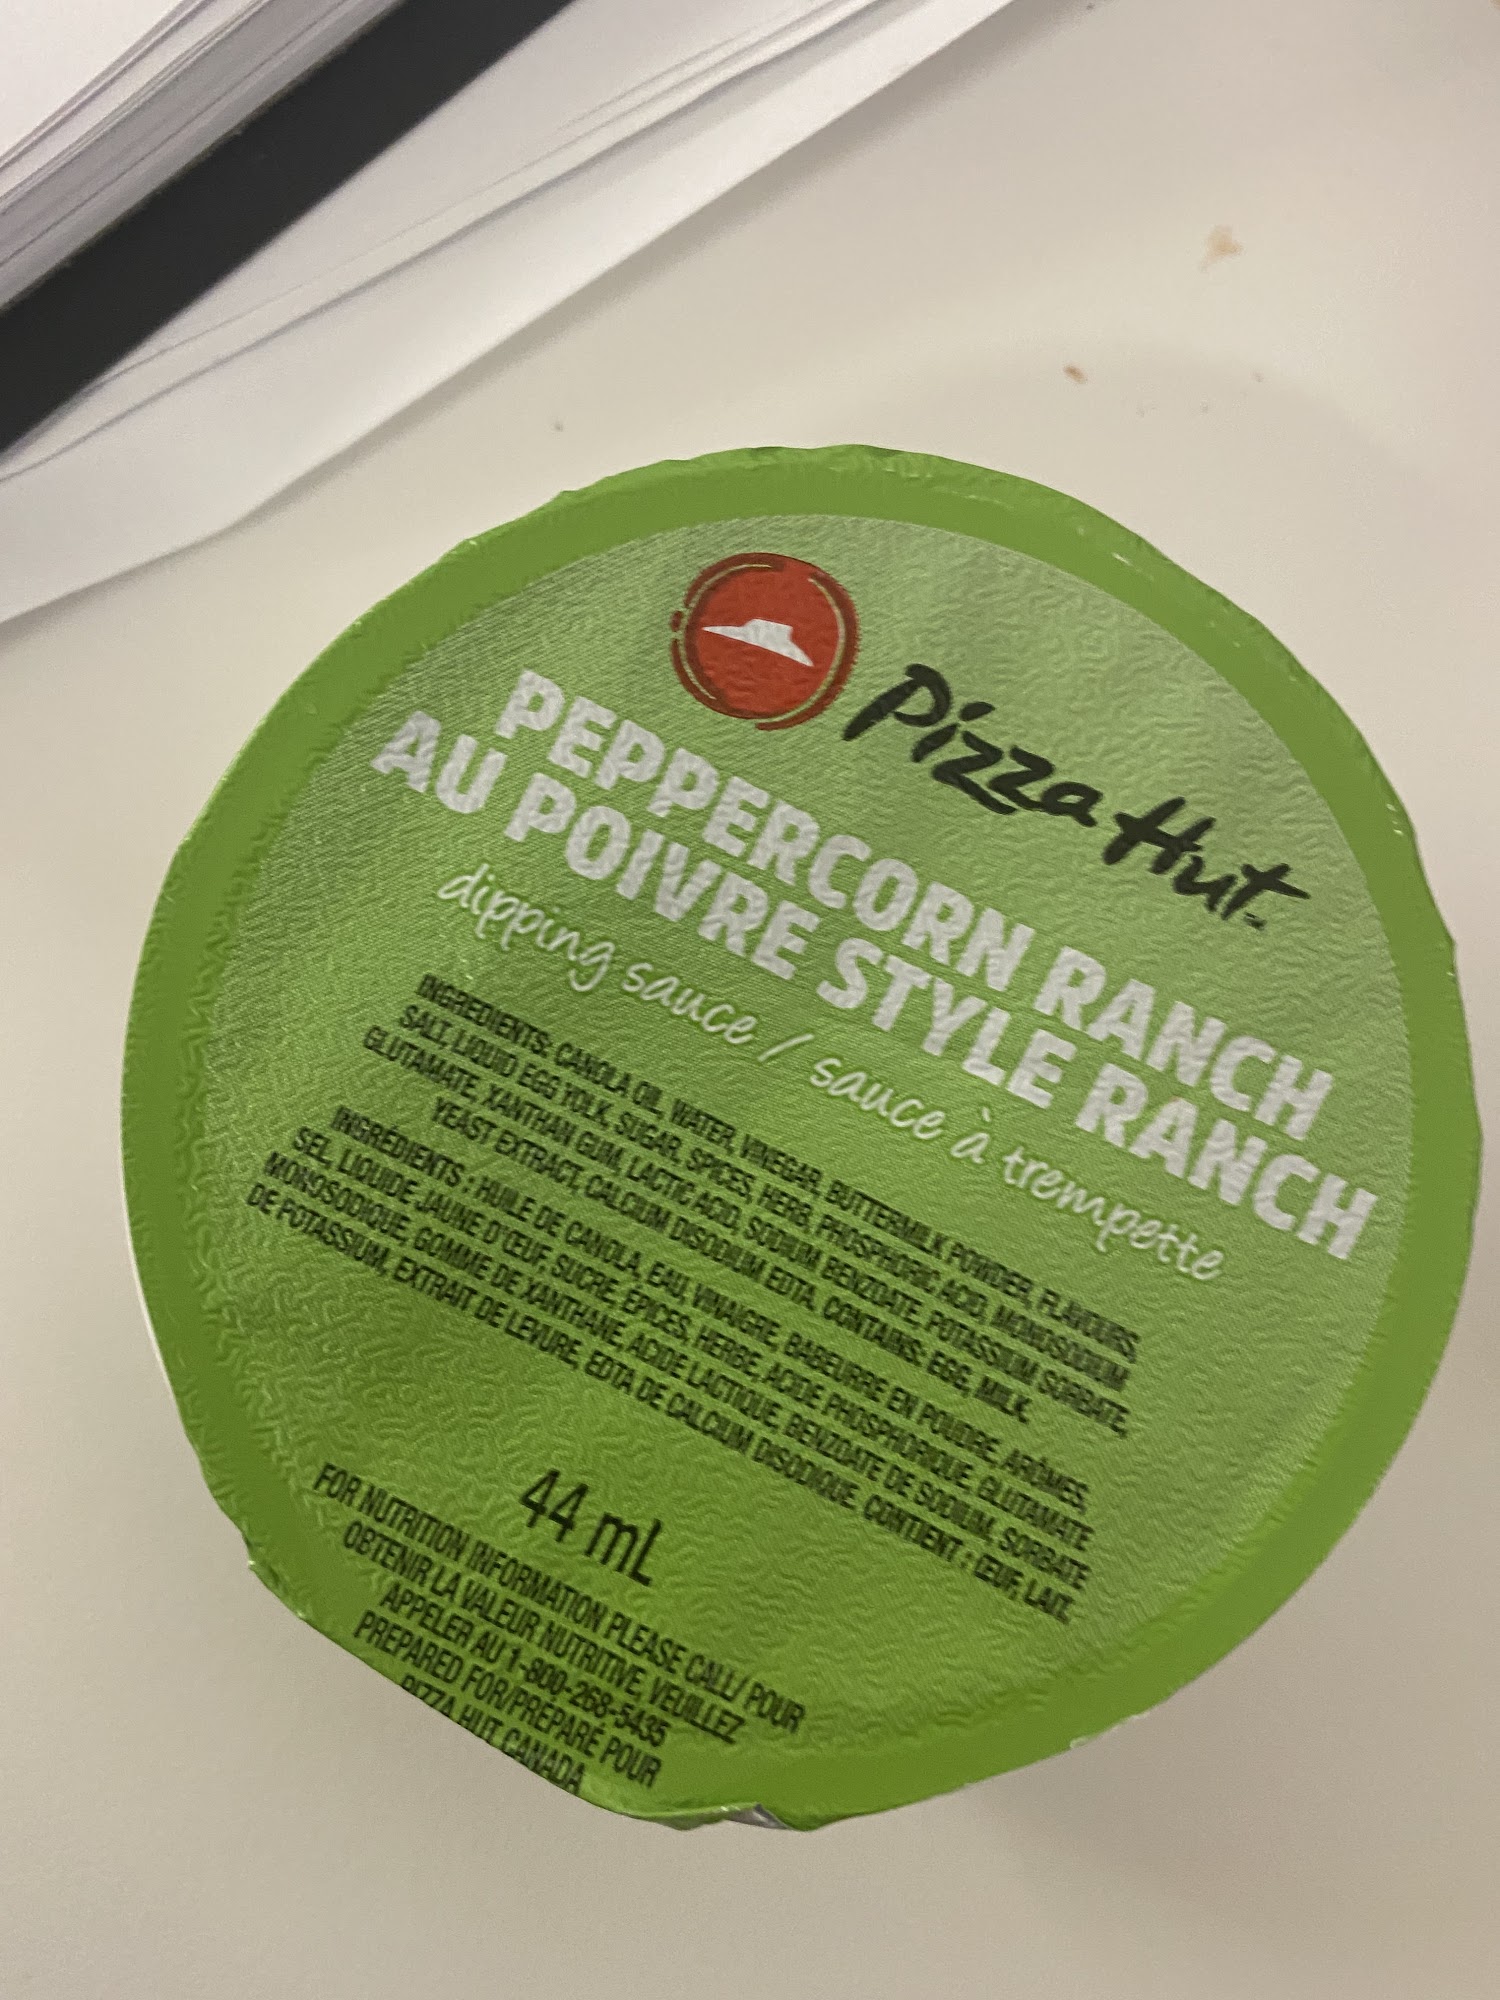 Pizza Hut™
PEPPERCORN RANCH
AU POIVRE STYLE RANCH
dipping sauce / sauce à trempette
INGREDIENTS: CANOLA OIL, WATER, VINEGAR, BUTTERMILK POWDER, FLAVOURS,
SALT, LIQUID EGG YOLK, SUGAR, SPICES, HERB, PHOSPHORIC ACID, MONOSODIUM
GLUTAMATE, XANTHAN GUM, LACTIC ACID, SODIUM BENZOATE, POTASSIUM SORBATE,
YEAST EXTRACT, CALCIUM DISODIUM EDTA. CONTAINS: EGG, MILK.
INGRÉDIENTS : HUILE DE CANOLA, EAU, VINAIGRE, BABEURRE EN POUDRE, ARÔMES,
SEL, LIQUIDE JAUNE D'ŒUF, SUCRE, ÉPICES, HERBE, ACIDE PHOSPHORIQUE, GLUTAMATE
MONOSODIQUE, GOMME DE XANTHANE, ACIDE LACTIQUE, BENZOATE DE SODIUM, SORBATE
DE POTASSIUM, EXTRAIT DE LEVURE, EDTA DE CALCIUM DISODIQUE. CONTIENT : ŒUF, LAIT.
44 mL
FOR NUTRITION INFORMATION PLEASE CALL/ POUR
OBTENIR LA VALEUR NUTRITIVE, VEUILLEZ
APPELER AU 1-800-268-5435
PREPARED FOR/PRÉPARÉ POUR
PIZZA HUT CANADA